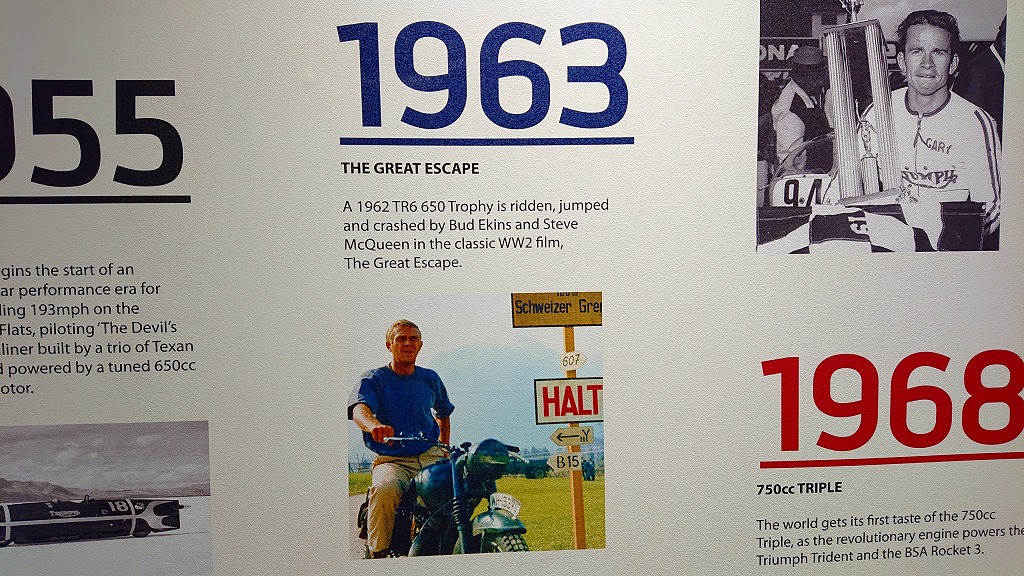 955
egins the start of an
ar performance era for
ling 193mph on the
Flats, piloting 'The Devil's
liner built by a trio of Texan
d powered by a tuned 650cc
otor.
18
1963
THE GREAT ESCAPE
A 1962 TR6 650 Trophy is ridden, jumped
and crashed by Bud Ekins and Steve
McQueen in the classic WW2 film,
The Great Escape.
Schweizer Gre
607
HALT
Y
B 15
GARY
1968
750cc TRIPLE
The world gets its first taste of the 750cc
Triple, as the revolutionary engine powers the
Triumph Trident and the BSA Rocket 3.